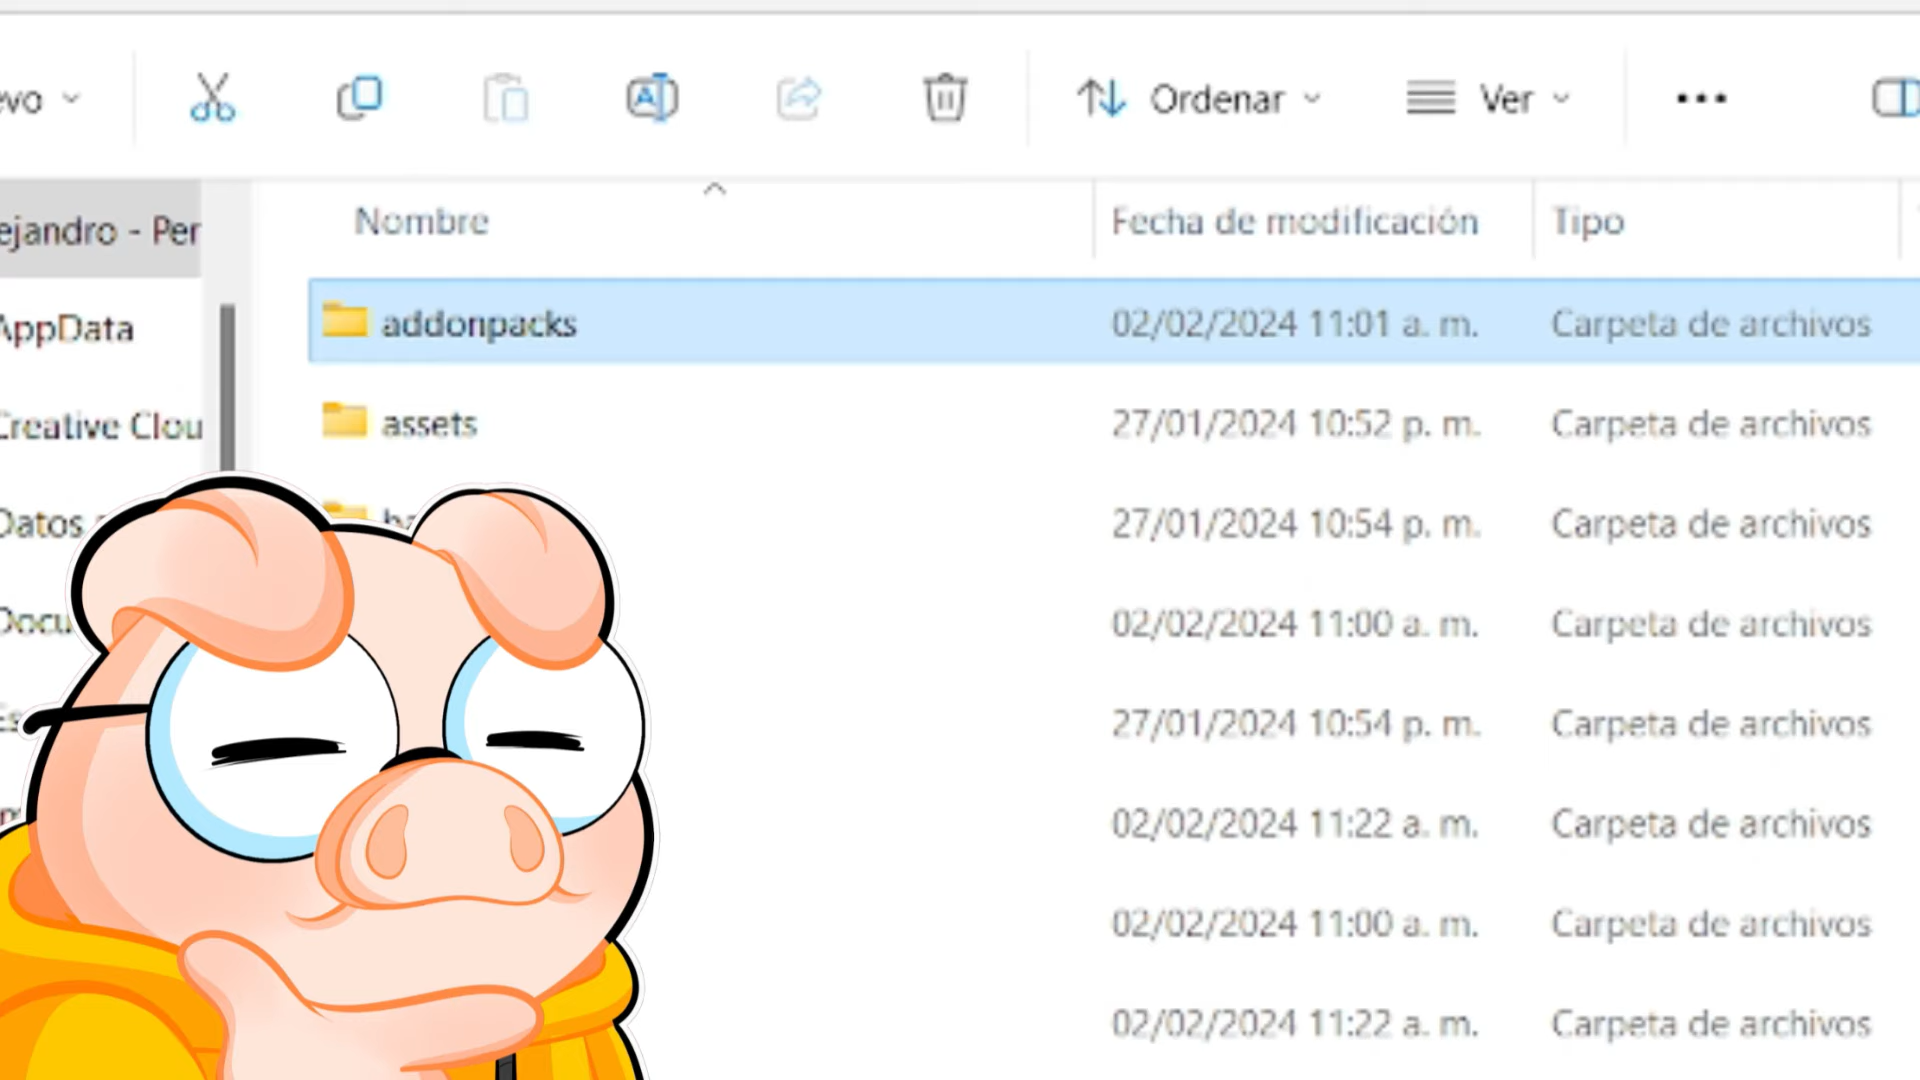 Ordenar
Ver
Nombre
Fecha de modificación
Tipo
ejandro - Per
addonpacks
02/02/2024 11:01 a. m.
Carpeta de archivos
AppData
assets
27/01/2024 10:52 p. m.
Carpeta de archivos
Creative Clou
27/01/2024 10:54 p. m.
Carpeta de archivos
Datos
02/02/2024 11:00 a. m.
Carpeta de archivos
27/01/2024 10:54 p. m.
Carpeta de archivos
02/02/2024 11:22 a. m.
Carpeta de archivos
02/02/2024 11:00 a. m.
Carpeta de archivos
02/02/2024 11:22 a. m.
Carpeta de archivos